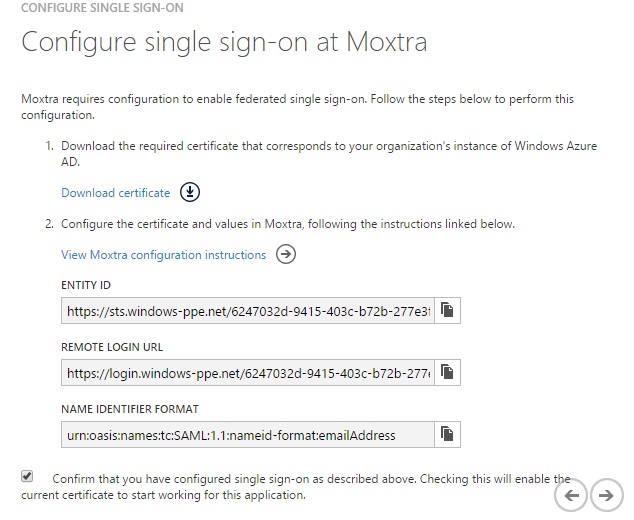 CONFIGURE SINGLE SIGN-ON
Configure single sign-on at Moxtra
Moxtra requires configuration to enable federated single sign-on. Follow the steps below to perform this
configuration.
1. Download the required certificate that corresponds to your organization's instance of Windows Azure
AD.
Download certificate
2. Configure the certificate and values in Moxtra, following the instructions linked below.
View Moxtra configuration instructions
ENTITY ID
https://sts.windows-ppe.net/6247032d-9415-403c-b72b-277e3f
REMOTE LOGIN URL
https://login.windows-ppe.net/6247032d-9415-403c-b72b-277e
NAME IDENTIFIER FORMAT
urn:oasis:names:tc:SAML:1.1:nameid-format:emailAddress
Confirm that you have configured single sign-on as described above. Checking this will enable the
current certificate to start working for this application.